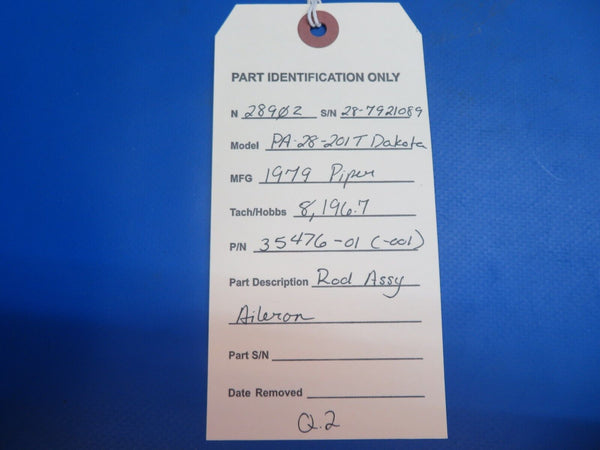 PART IDENTIFICATION ONLY
N 289Ø2 S/N 28-7921089
Model PA-28-201T Dakota
MFG 1979 Piper
Tach/Hobbs 8,196.7
P/N 35476-01 (-001)
Part Description Rod Assy
Aileron
Part S/N
Date Removed
Q.2